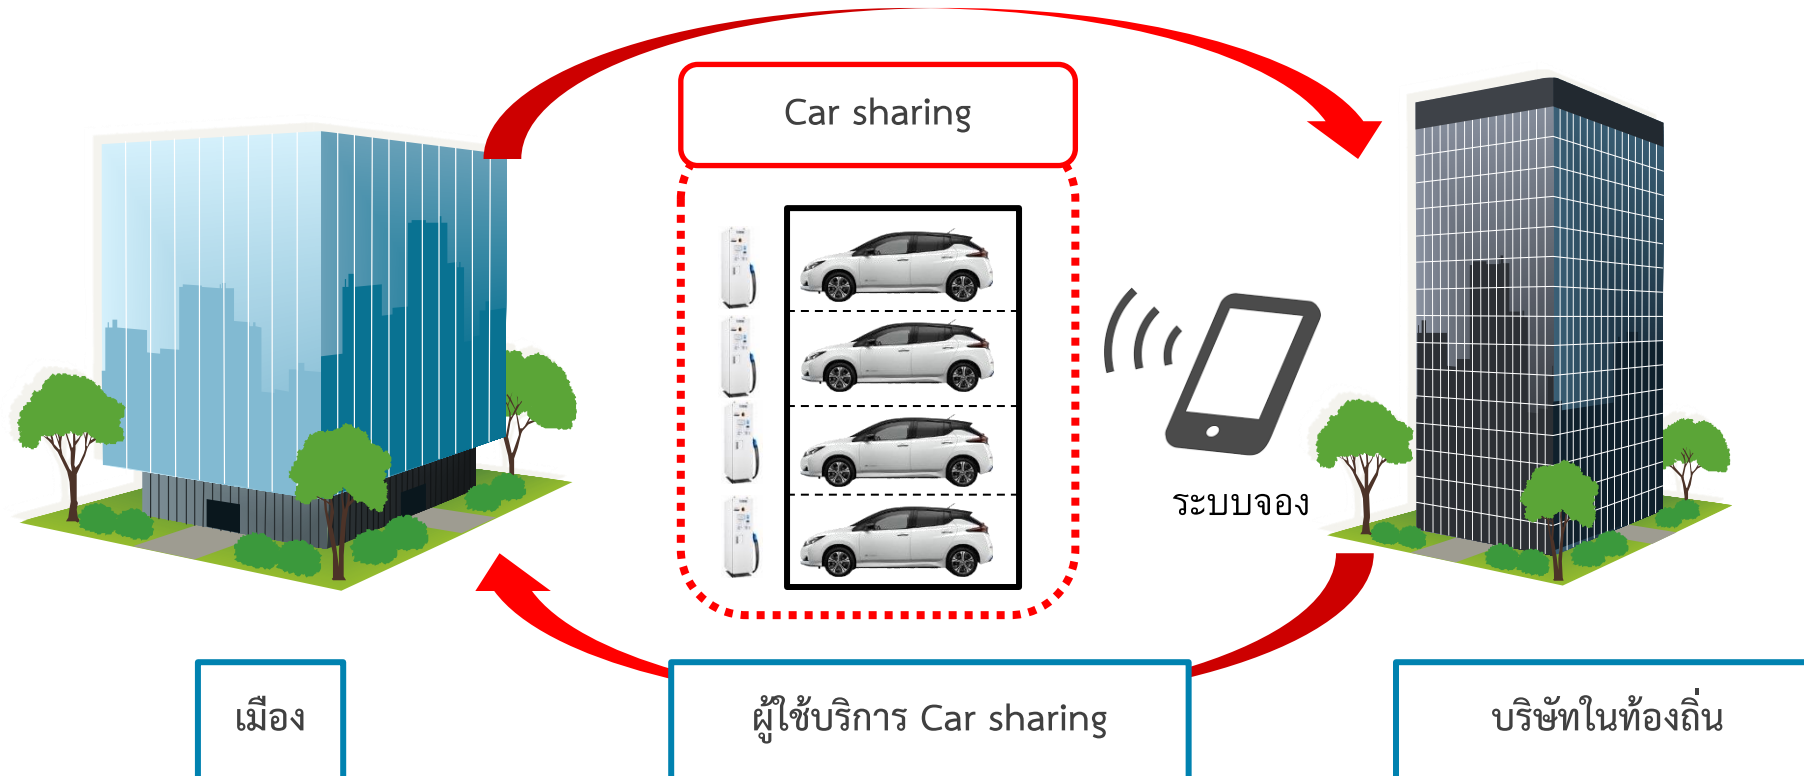 Car sharing
ระบบจอง
เมือง
ผู้ใช้บริการ Car sharing
บริษัทในท้องถิ่น